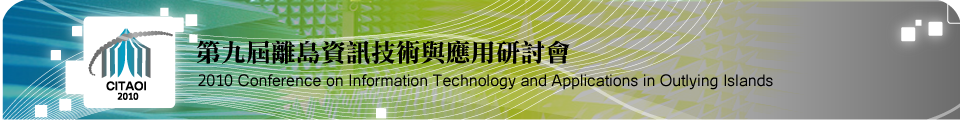 CITAOI
2010
第九屆離島資訊技術與應用研討會
2010 Conference on Information Technology and Applications in Outlying Islands